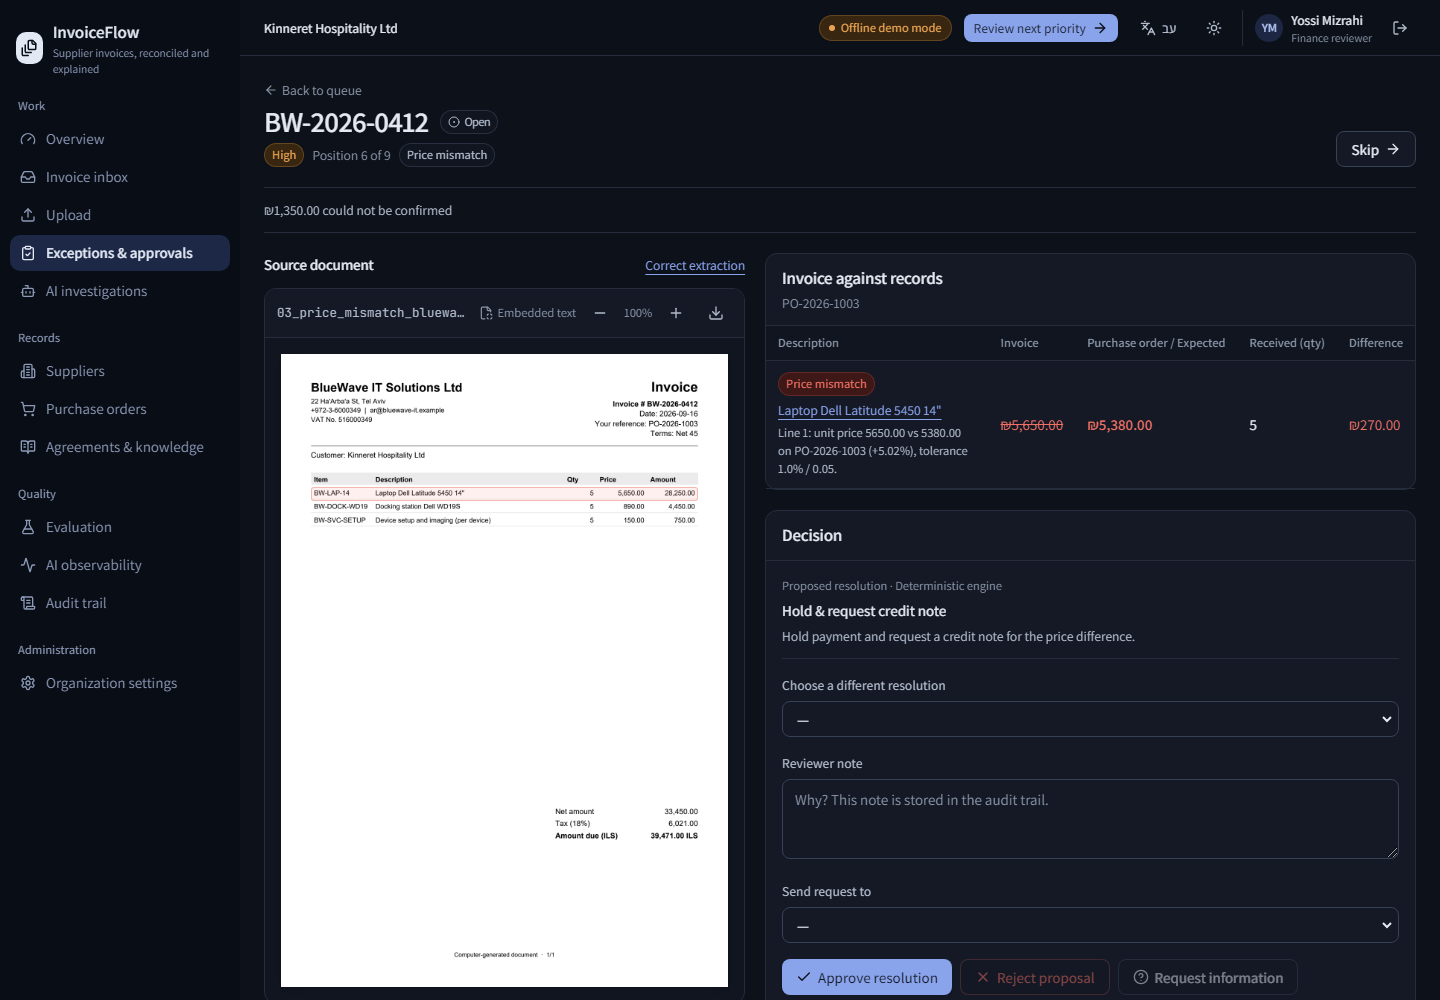 InvoiceFlow
Supplier invoices, reconciled and
explained
Work
Overview
Invoice inbox
Upload
Exceptions & approvals
AI investigations
Records
Suppliers
Purchase orders
Agreements & knowledge
Quality
Evaluation
AI observability
Audit trail
Administration
Organization settings
Kinneret Hospitality Ltd
Offline demo mode
Review next priority
עב
YM
Yossi Mizrahi
Finance reviewer
Back to queue
BW-2026-0412
Open
High
Position 6 of 9
Price mismatch
Skip
₪1,350.00 could not be confirmed
Source document
Correct extraction
03_price_mismatch_bluewa…
Embedded text
100%
BlueWave IT Solutions Ltd
22 Ha'Arba'a St, Tel Aviv
+972-3-6000349 | ar@bluewave-it.example
VAT No. 516000349
Invoice
Invoice # BW-2026-0412
Date: 2026-09-16
Your reference: PO-2026-1003
Terms: Net 45
Customer: Kinneret Hospitality Ltd
Item Description Qty Price Amount
BW-LAP-14 Laptop Dell Latitude 5450 14" 5 5,650.00 28,250.00
BW-DOCK-WD19 Docking station Dell WD19S 5 890.00 4,450.00
BW-SVC-SETUP Device setup and imaging (per device) 5 150.00 750.00
Net amount 33,450.00
Tax (18%) 6,021.00
Amount due (ILS) 39,471.00 ILS
Computer-generated document · 1/1
Invoice against records
PO-2026-1003
Description Invoice Purchase order / Expected Received (qty) Difference
Price mismatch
Laptop Dell Latitude 5450 14"
Line 1: unit price 5650.00 vs 5380.00
on PO-2026-1003 (+5.02%), tolerance
1.0% / 0.05.
₪5,650.00 ₪5,380.00 5 ₪270.00
Decision
Proposed resolution · Deterministic engine
Hold & request credit note
Hold payment and request a credit note for the price difference.
Choose a different resolution
—
Reviewer note
Why? This note is stored in the audit trail.
Send request to
—
Approve resolution
Reject proposal
Request information